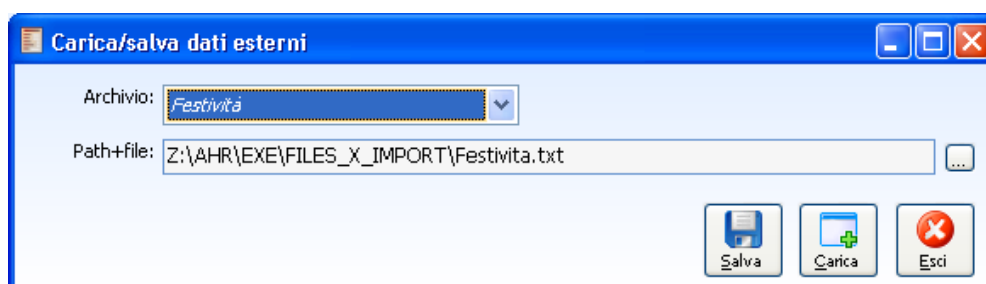 Carica/salva dati esterni
Archivio: Festività
Path+file: Z:\AHR\EXE\FILES_X_IMPORT\Festivita.txt ...
Salva Carica Esci